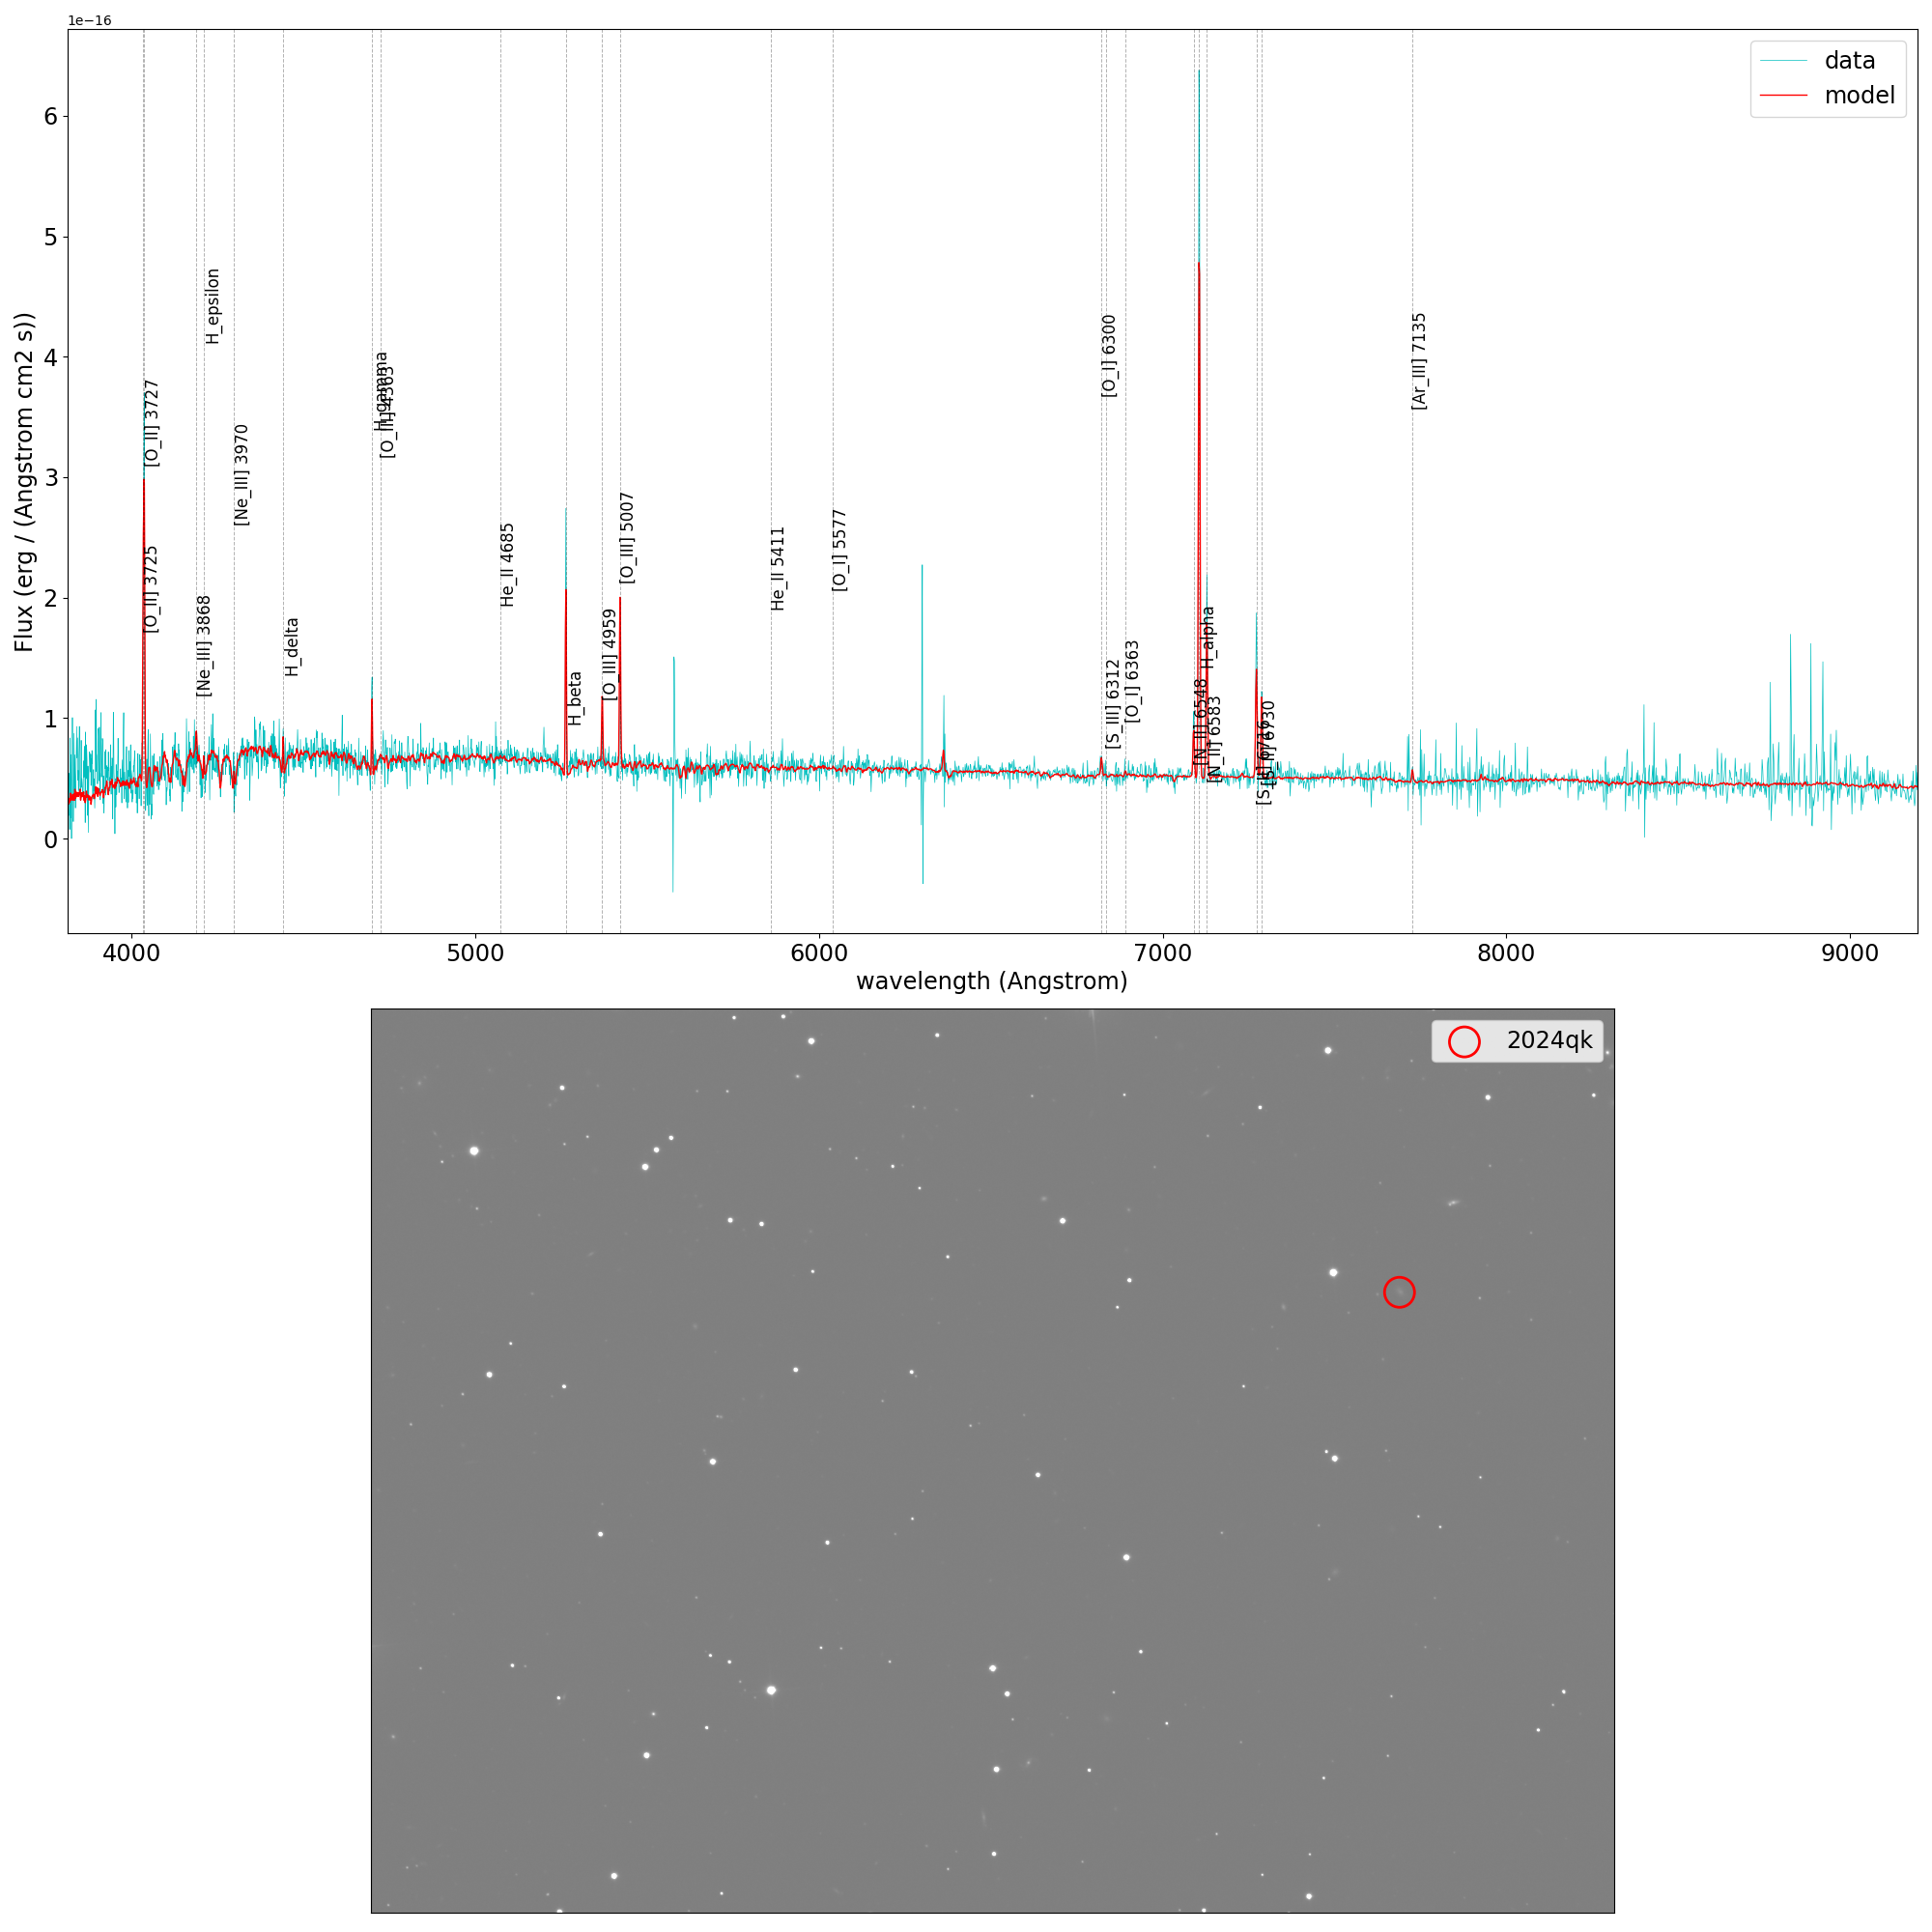 1e−16
data
model
6
5
4
3
2
1
0
Flux (erg / (Angstrom cm2 s))
[O_II] 3727
[O_II] 3725
[Ne_III] 3868
H_epsilon
[Ne_III] 3970
H_delta
H_gamma
[O_III] 4363
He_II 4685
H_beta
[O_III] 4959
[O_III] 5007
He_II 5411
[O_I] 5577
[O_I] 6300
[S_III] 6312
[O_I] 6363
[N_II] 6548
H_alpha
[N_II] 6583
[S_II] 6716
[S_II] 6730
[Ar_III] 7135
4000
5000
6000
7000
8000
9000
wavelength (Angstrom)
2024qk